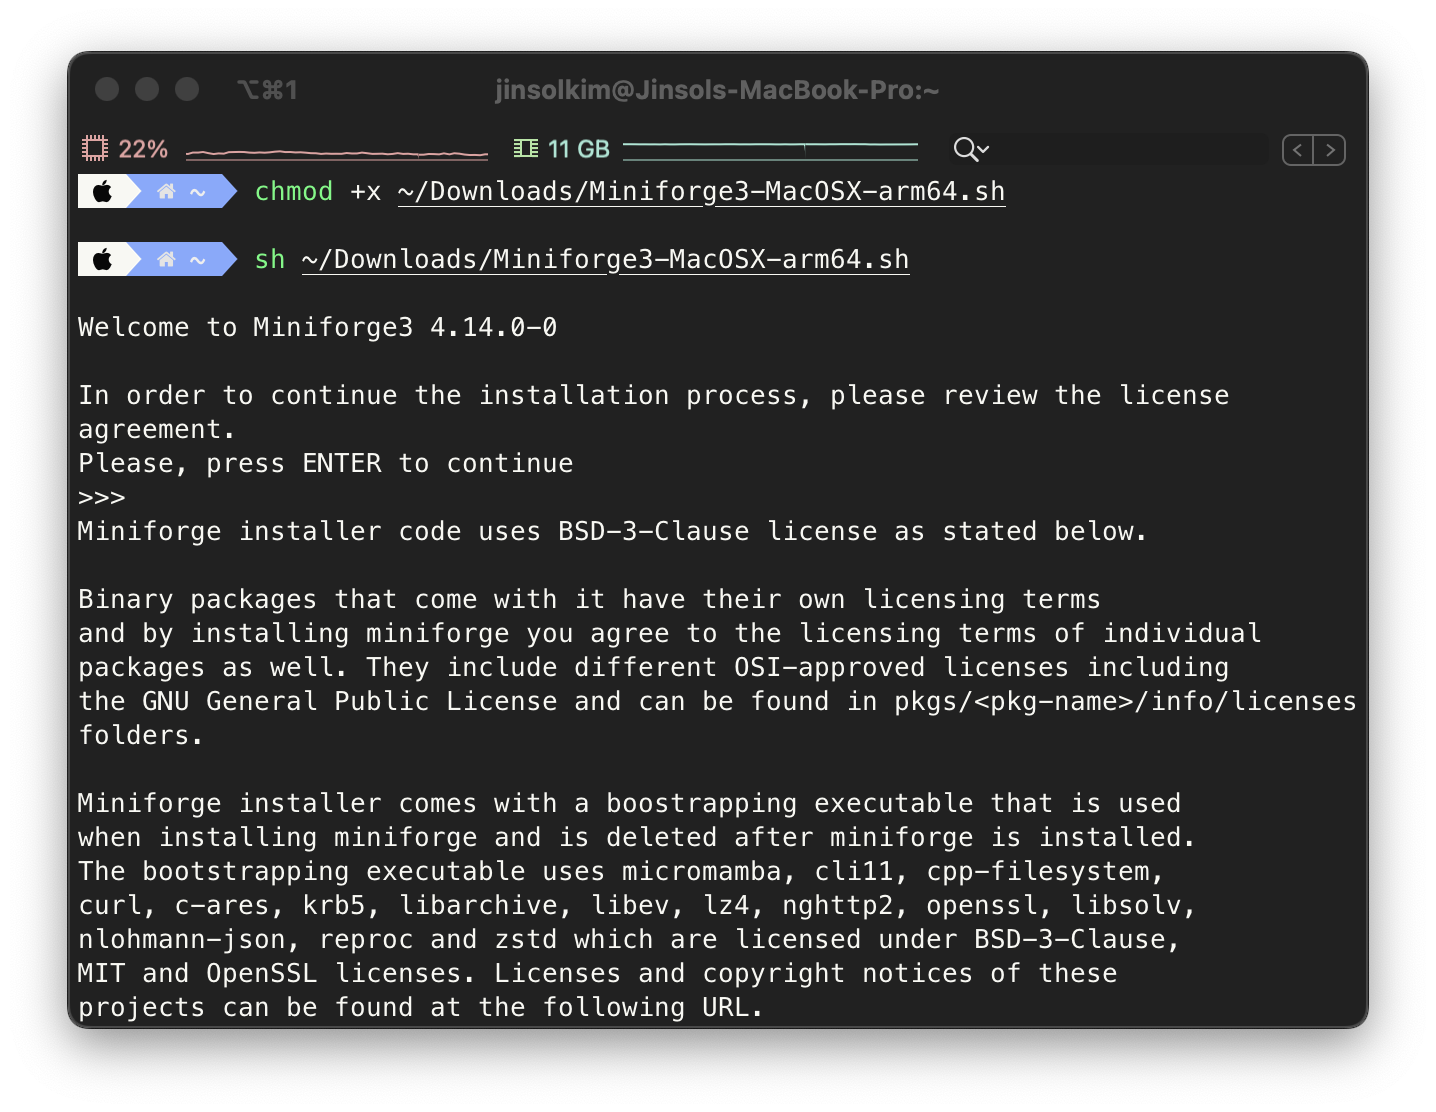 ⌥⌘1 jinsolkim@Jinsols-MacBook-Pro:~
22% 11 GB
~ chmod +x ~/Downloads/Miniforge3-MacOSX-arm64.sh
~ sh ~/Downloads/Miniforge3-MacOSX-arm64.sh
Welcome to Miniforge3 4.14.0-0
In order to continue the installation process, please review the license
agreement.
Please, press ENTER to continue
>>>
Miniforge installer code uses BSD-3-Clause license as stated below.
Binary packages that come with it have their own licensing terms
and by installing miniforge you agree to the licensing terms of individual
packages as well. They include different OSI-approved licenses including
the GNU General Public License and can be found in pkgs/<pkg-name>/info/licenses
folders.
Miniforge installer comes with a boostrapping executable that is used
when installing miniforge and is deleted after miniforge is installed.
The bootstrapping executable uses micromamba, cli11, cpp-filesystem,
curl, c-ares, krb5, libarchive, libev, lz4, nghttp2, openssl, libsolv,
nlohmann-json, reproc and zstd which are licensed under BSD-3-Clause,
MIT and OpenSSL licenses. Licenses and copyright notices of these
projects can be found at the following URL.